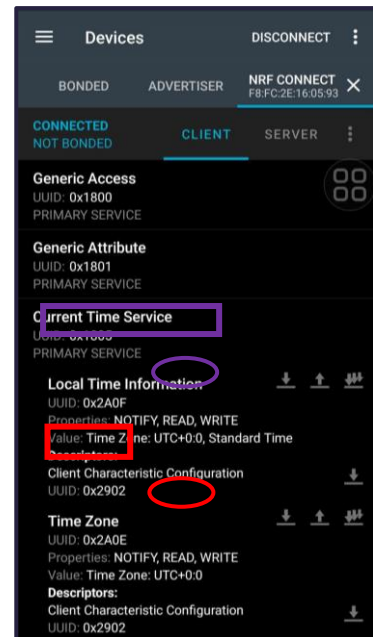 Devices
DISCONNECT
BONDED
ADVERTISER
NRF CONNECT
F8:FC:2E:16:05:93
CONNECTED
NOT BONDED
CLIENT
SERVER
Generic Access
UUID: 0x1800
PRIMARY SERVICE
Generic Attribute
UUID: 0x1801
PRIMARY SERVICE
Current Time Service
UUID: 0x1805
PRIMARY SERVICE
Local Time Information
UUID: 0x2A0F
Properties: NOTIFY, READ, WRITE
Value: Time Zone: UTC+0:0, Standard Time
Descriptors:
Client Characteristic Configuration
UUID: 0x2902
Time Zone
UUID: 0x2A0E
Properties: NOTIFY, READ, WRITE
Value: Time Zone: UTC+0:0
Descriptors:
Client Characteristic Configuration
UUID: 0x2902